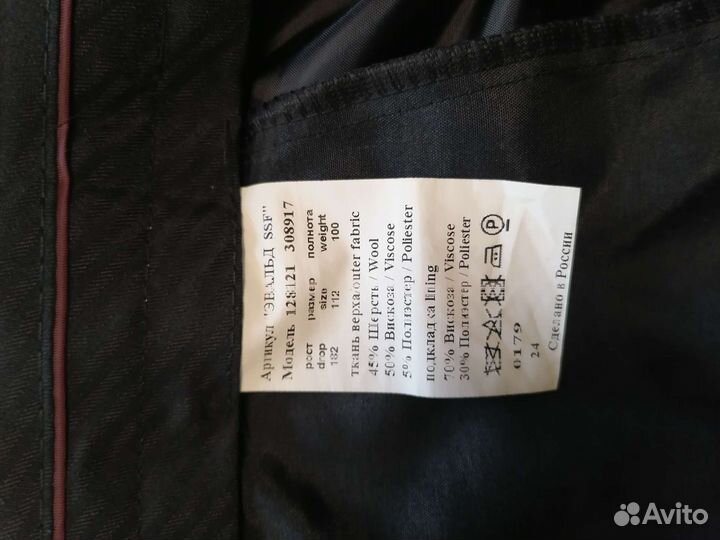 Артикул "ЭВАЛЬД SSF"
Модель 128121 308917
рост размер полнота
drop size weight
182 112 100
ткань верха/outer fabric
45% Шерсть / Wool
50% Вискоза / Viscose
5% Полиэстер / Poliester
подкладка lining
70% Вискоза / Viscose
30% Полиэстер / Poliester
P
0179
24
Сделано в России
Avito